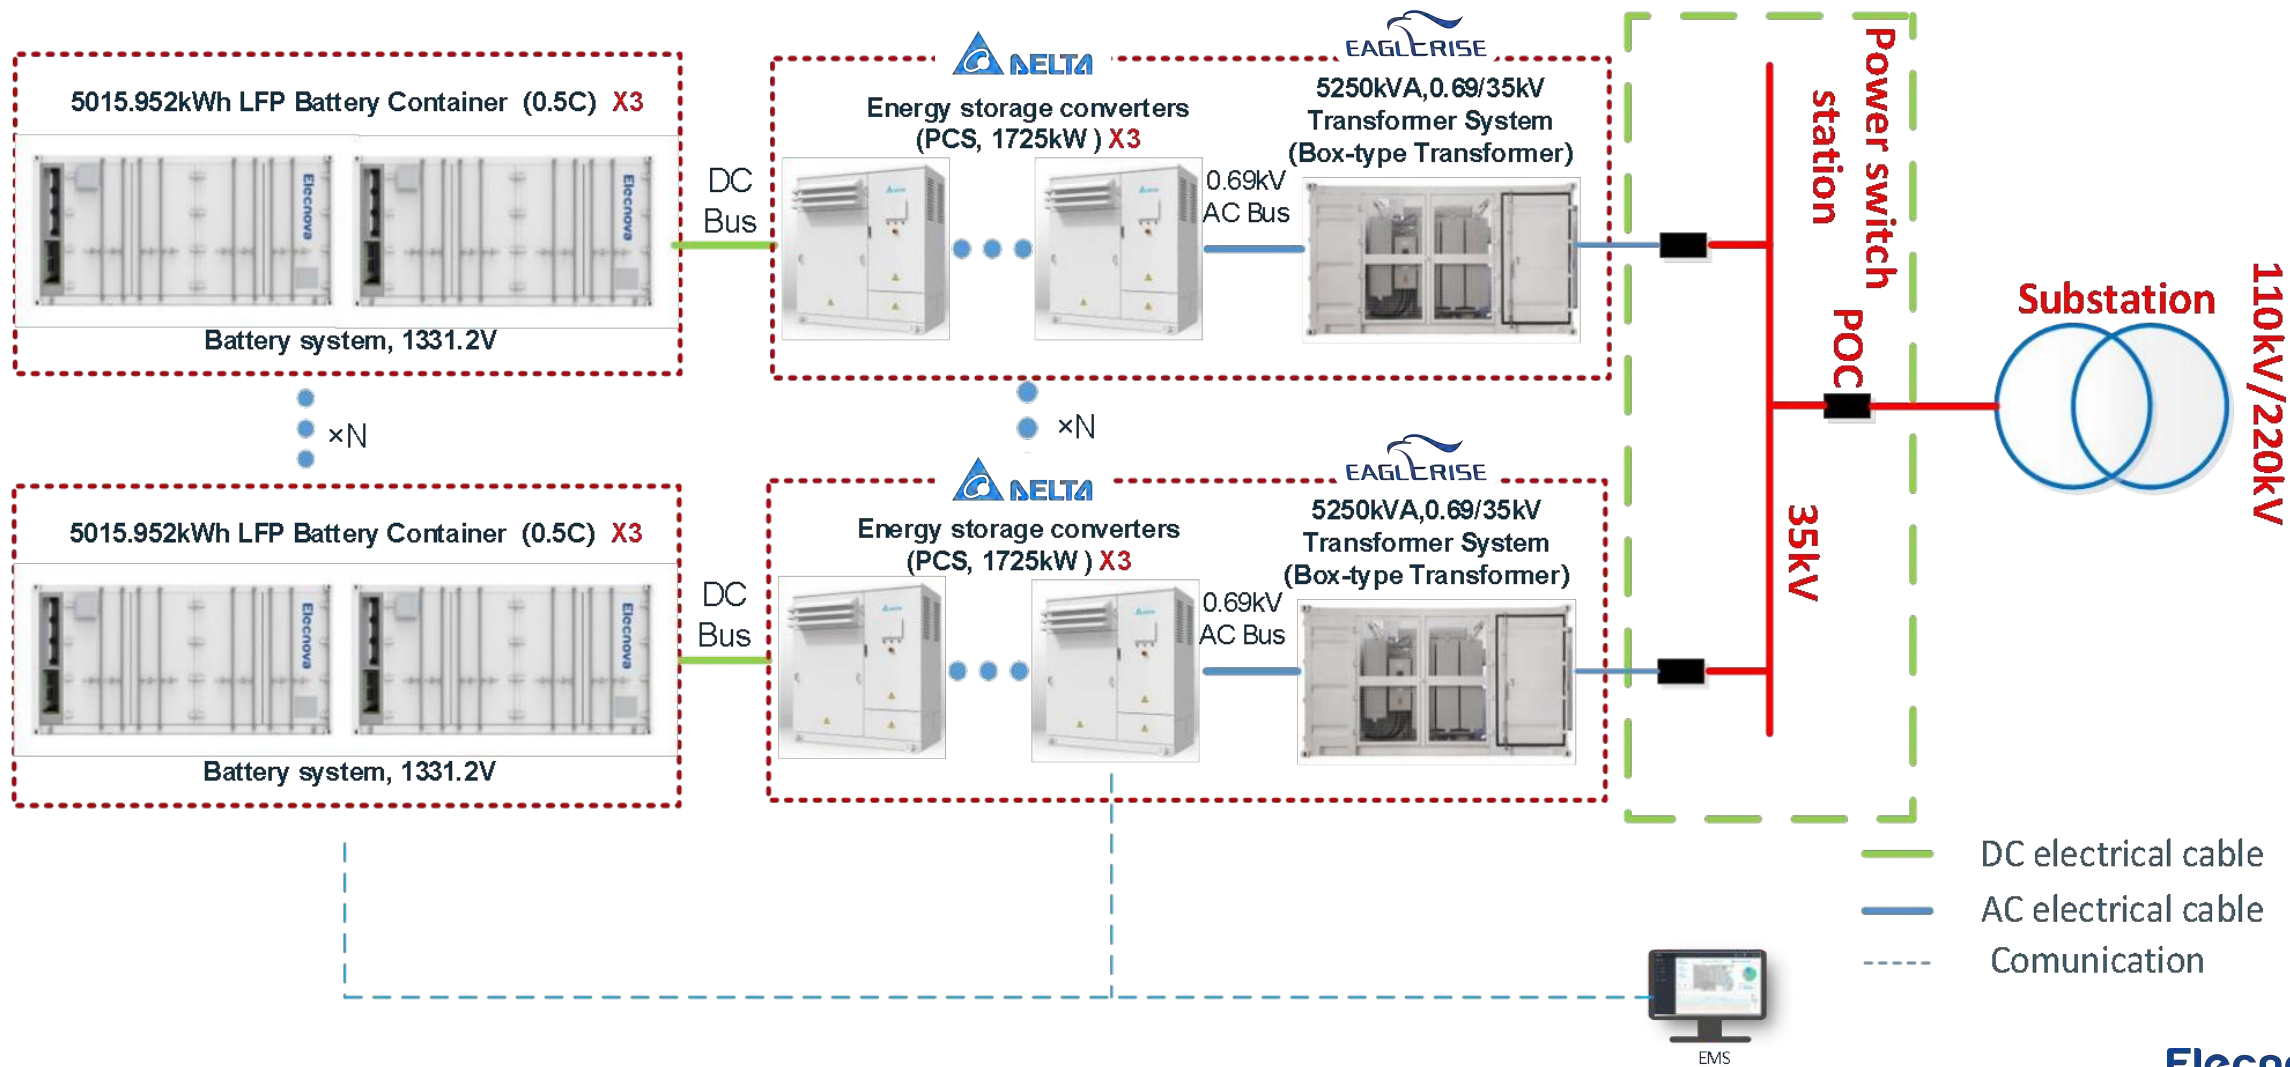 DELTA
EAGLERISE
5015.952kWh LFP Battery Container (0.5C) X3
Energy storage converters
(PCS, 1725kW ) X3
5250kVA,0.69/35kV
Transformer System
(Box-type Transformer)
Elecnova
Elecnova
DC
Bus
0.69kV
AC Bus
Battery system, 1331.2V
×N
×N
DELTA
EAGLERISE
5015.952kWh LFP Battery Container (0.5C) X3
Energy storage converters
(PCS, 1725kW ) X3
5250kVA,0.69/35kV
Transformer System
(Box-type Transformer)
Elecnova
Elecnova
DC
Bus
0.69kV
AC Bus
Battery system, 1331.2V
Power switch
station
POC
35kV
Substation
110kV/220kV
DC electrical cable
AC electrical cable
Comunication
EMS